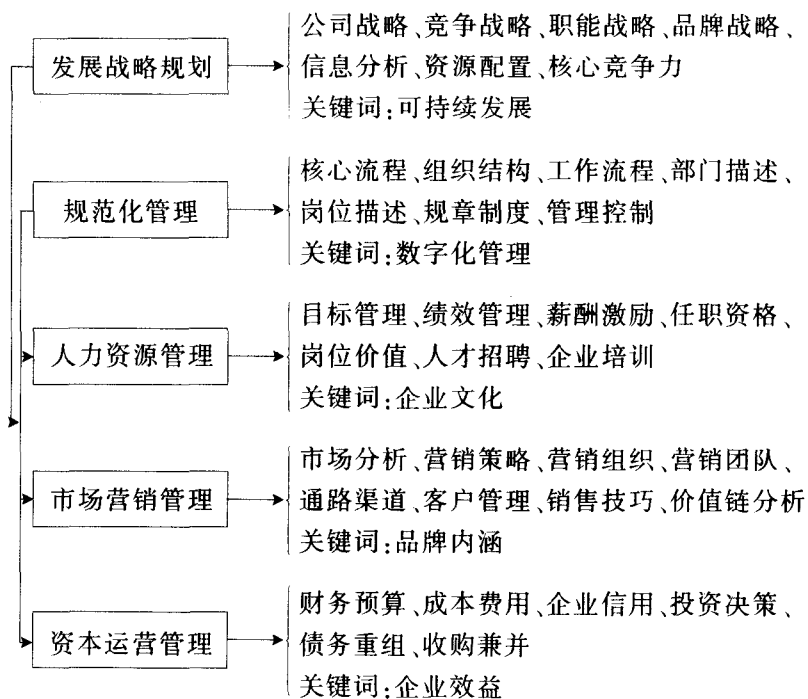 发展战略规划
公司战略、竞争战略、职能战略、品牌战略、
信息分析、资源配置、核心竞争力
关键词:可持续发展
规范化管理
核心流程、组织结构、工作流程、部门描述、
岗位描述、规章制度、管理控制
关键词:数字化管理
人力资源管理
目标管理、绩效管理、薪酬激励、任职资格、
岗位价值、人才招聘、企业培训
关键词:企业文化
市场营销管理
市场分析、营销策略、营销组织、营销团队、
通路渠道、客户管理、销售技巧、价值链分析
关键词:品牌内涵
资本运营管理
财务预算、成本费用、企业信用、投资决策、
债务重组、收购兼并
关键词:企业效益